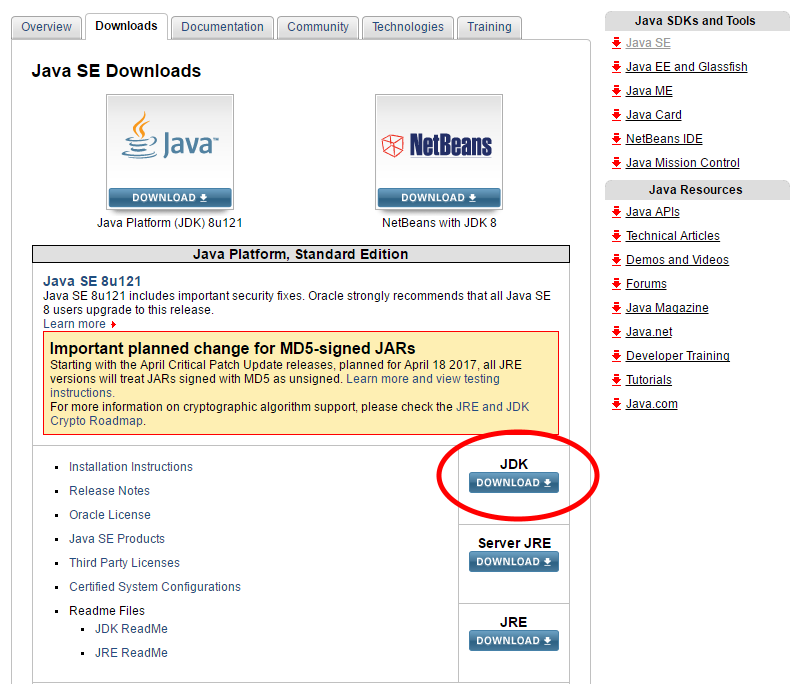 Overview
Downloads
Documentation
Community
Technologies
Training
Java SE Downloads
Java™
DOWNLOAD
Java Platform (JDK) 8u121
NetBeans
DOWNLOAD
NetBeans with JDK 8
Java Platform, Standard Edition
Java SE 8u121
Java SE 8u121 includes important security fixes. Oracle strongly recommends that all Java SE
8 users upgrade to this release.
Learn more
Important planned change for MD5-signed JARs
Starting with the April Critical Patch Update releases, planned for April 18 2017, all JRE
versions will treat JARs signed with MD5 as unsigned. Learn more and view testing
instructions.
For more information on cryptographic algorithm support, please check the JRE and JDK
Crypto Roadmap.
Installation Instructions
Release Notes
Oracle License
Java SE Products
Third Party Licenses
Certified System Configurations
Readme Files
JDK ReadMe
JRE ReadMe
JDK
DOWNLOAD
Server JRE
DOWNLOAD
JRE
DOWNLOAD
Java SDKs and Tools
Java SE
Java EE and Glassfish
Java ME
Java Card
NetBeans IDE
Java Mission Control
Java Resources
Java APIs
Technical Articles
Demos and Videos
Forums
Java Magazine
Java.net
Developer Training
Tutorials
Java.com